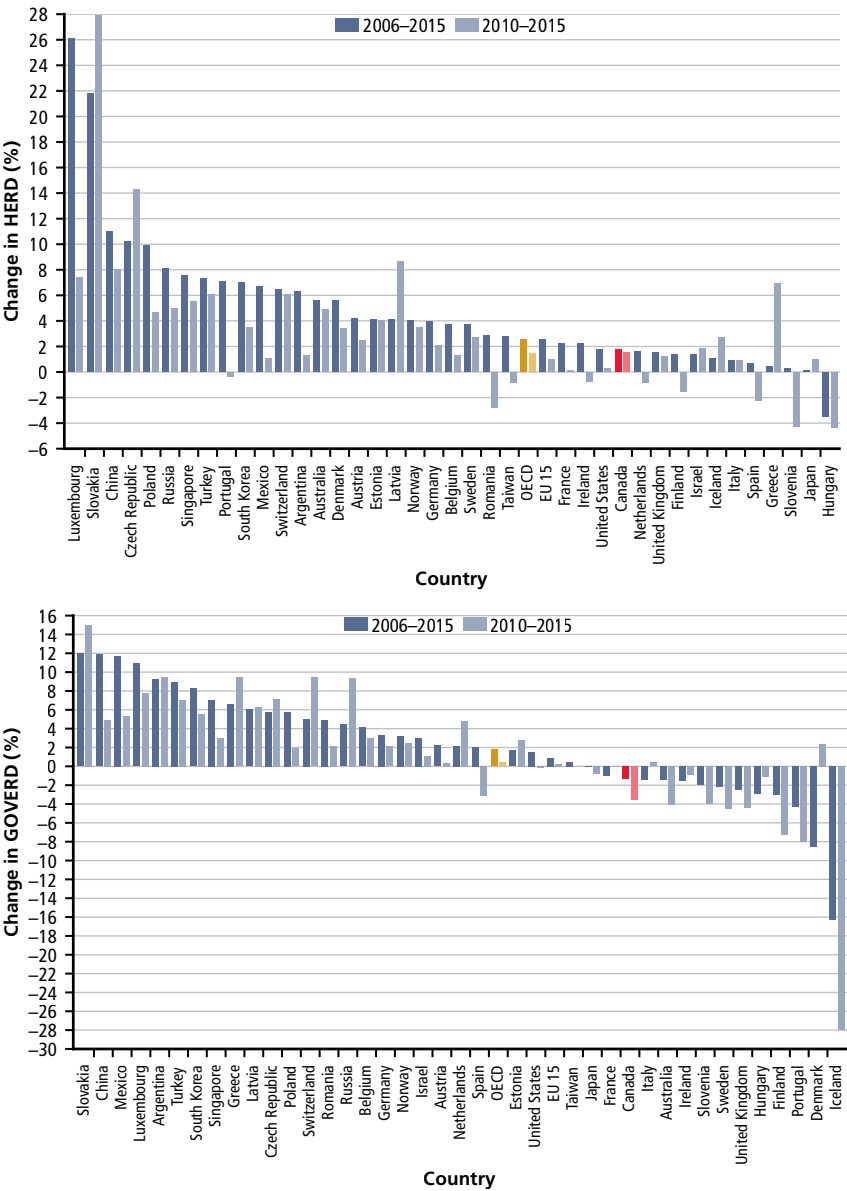 Change in HERD (%)
2006–2015 2010–2015
28
26
24
22
20
18
16
14
12
10
8
6
4
2
0
–2
–4
–6
Luxembourg
Slovakia
China
Czech Republic
Poland
Russia
Singapore
Turkey
Portugal
South Korea
Mexico
Switzerland
Argentina
Australia
Denmark
Austria
Estonia
Latvia
Norway
Germany
Belgium
Sweden
Romania
Taiwan
OECD
EU 15
France
Ireland
United States
Canada
Netherlands
United Kingdom
Finland
Israel
Iceland
Italy
Spain
Greece
Slovenia
Japan
Hungary
Country
Change in GOVERD (%)
2006–2015 2010–2015
16
14
12
10
8
6
4
2
0
–2
–4
–6
–8
–10
–12
–14
–16
–18
–20
–22
–24
–26
–28
–30
Slovakia
China
Mexico
Luxembourg
Argentina
Turkey
South Korea
Singapore
Greece
Latvia
Czech Republic
Poland
Switzerland
Romania
Russia
Belgium
Germany
Norway
Israel
Austria
Netherlands
Spain
OECD
Estonia
United States
EU 15
Taiwan
Japan
France
Canada
Italy
Australia
Ireland
Slovenia
Sweden
United Kingdom
Hungary
Finland
Portugal
Denmark
Iceland
Country